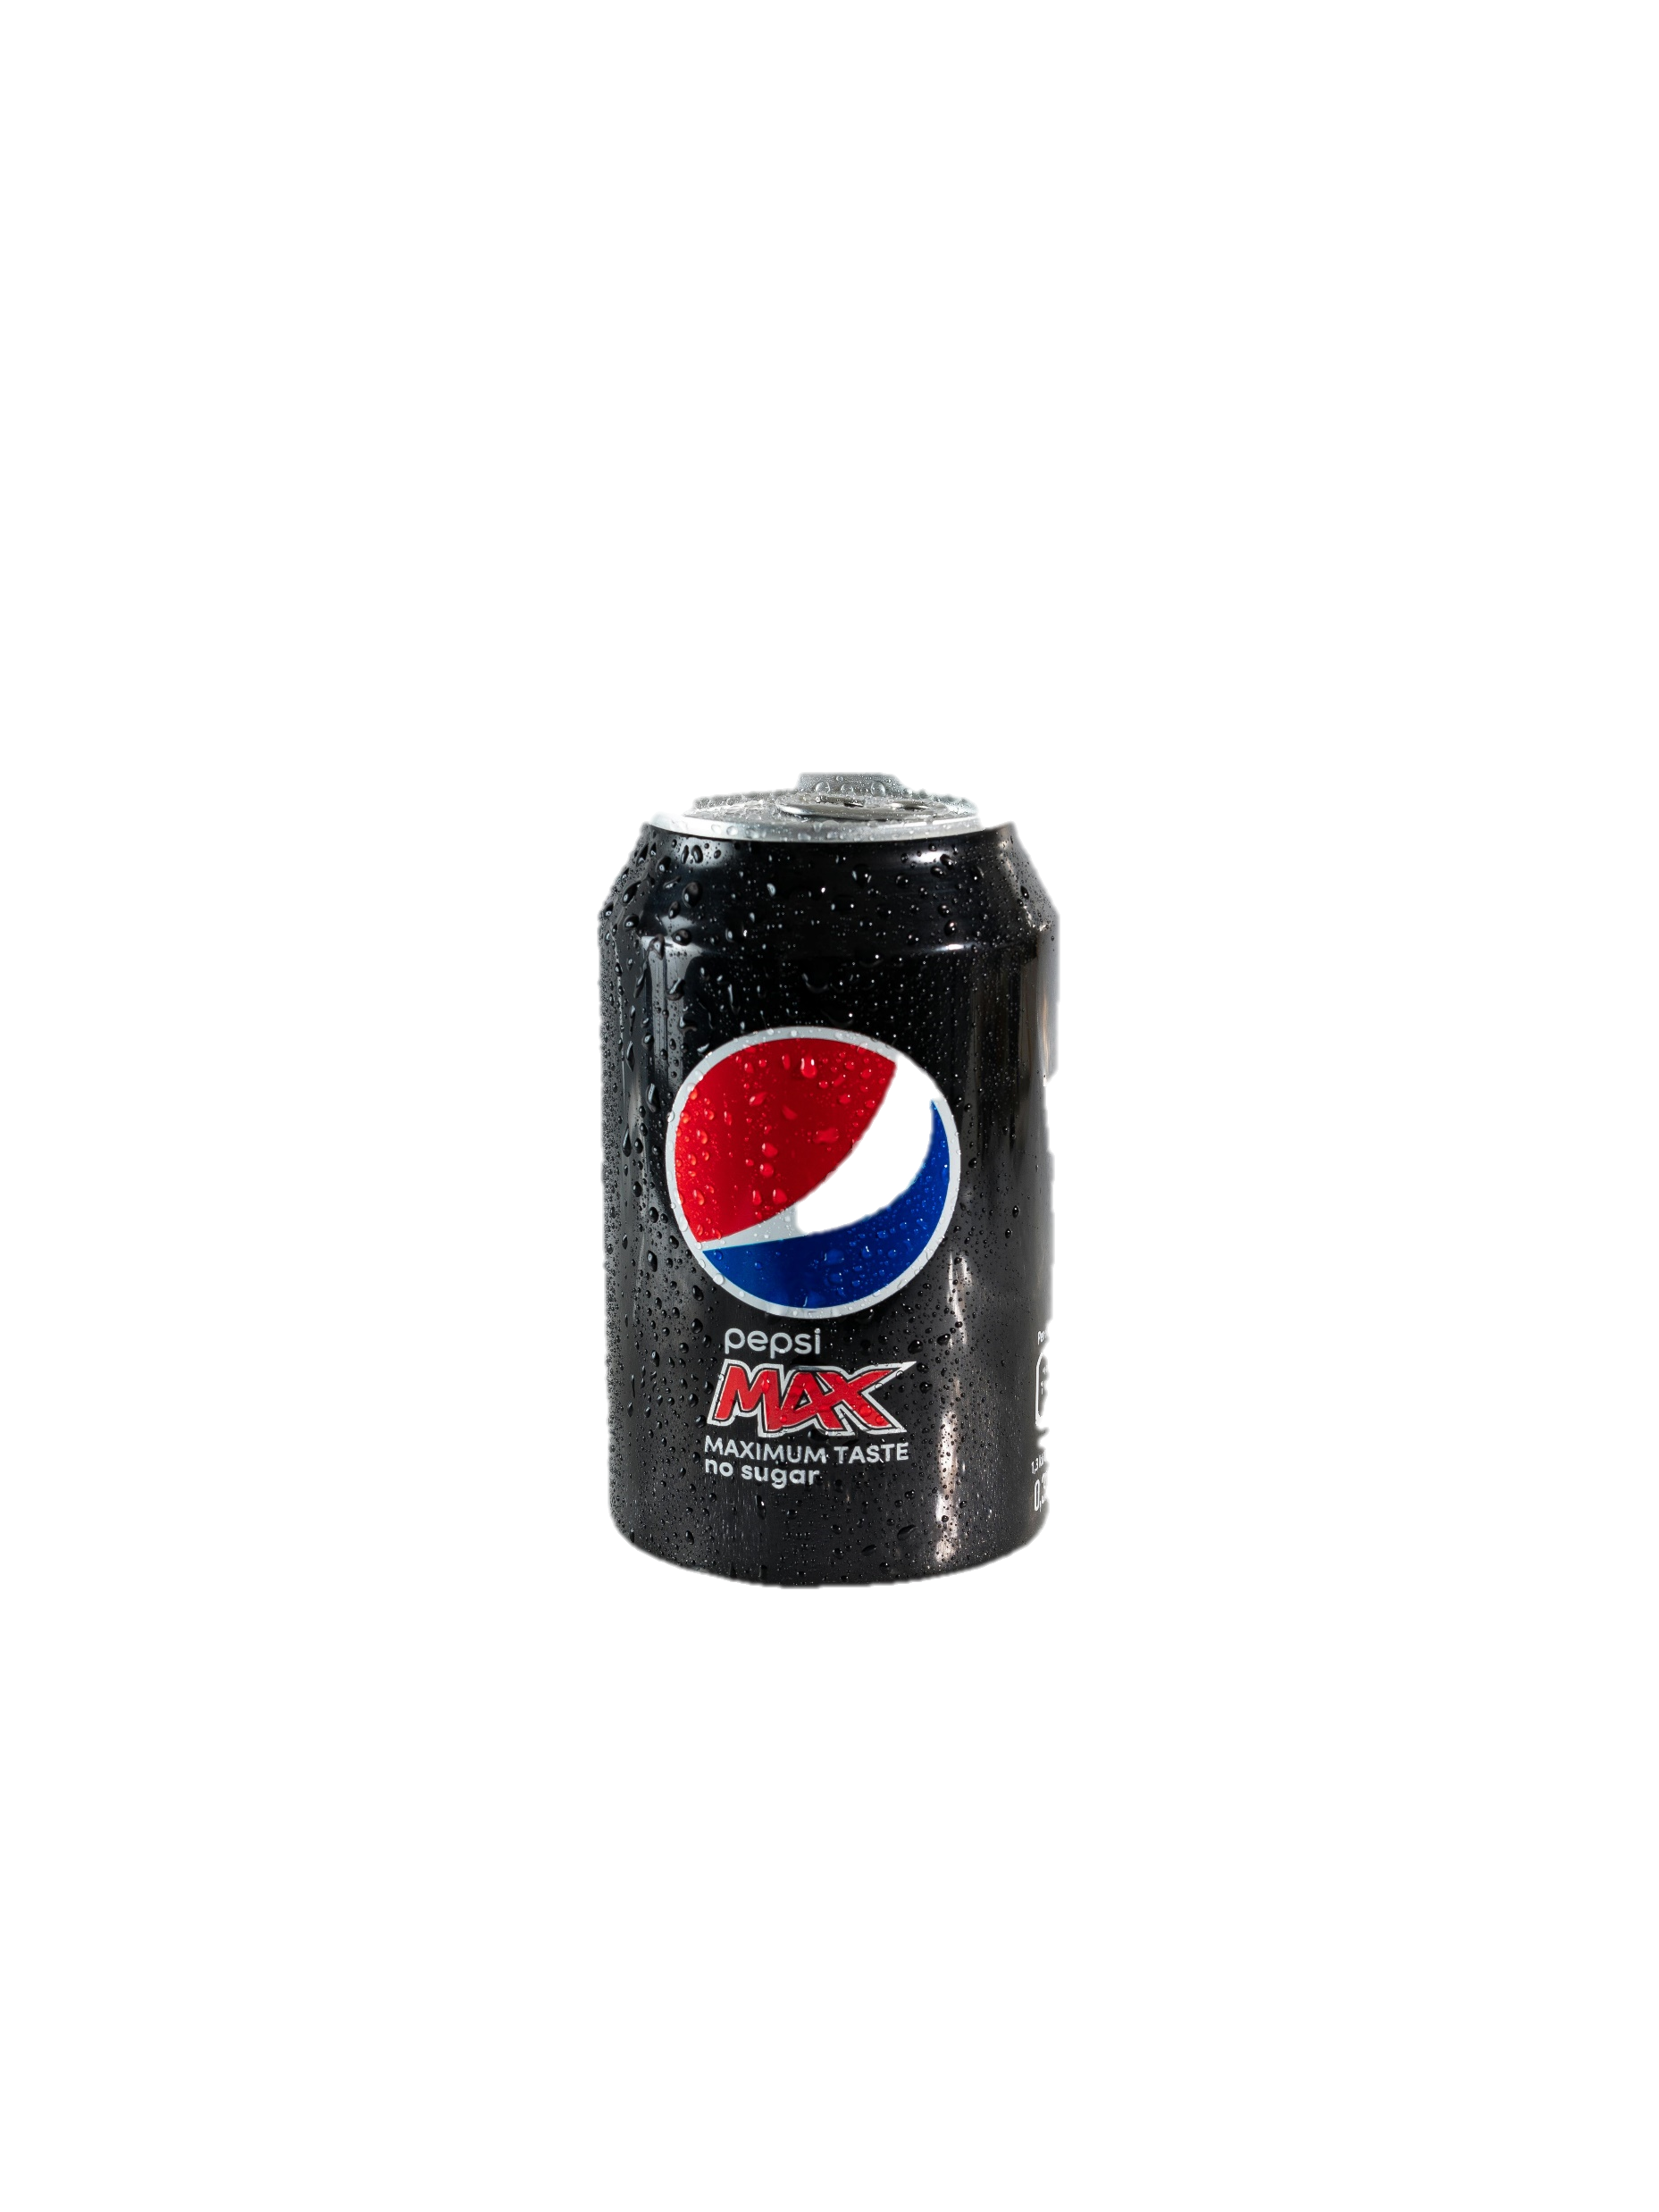 pepsi
MAX
MAXIMUM TASTE
no sugar